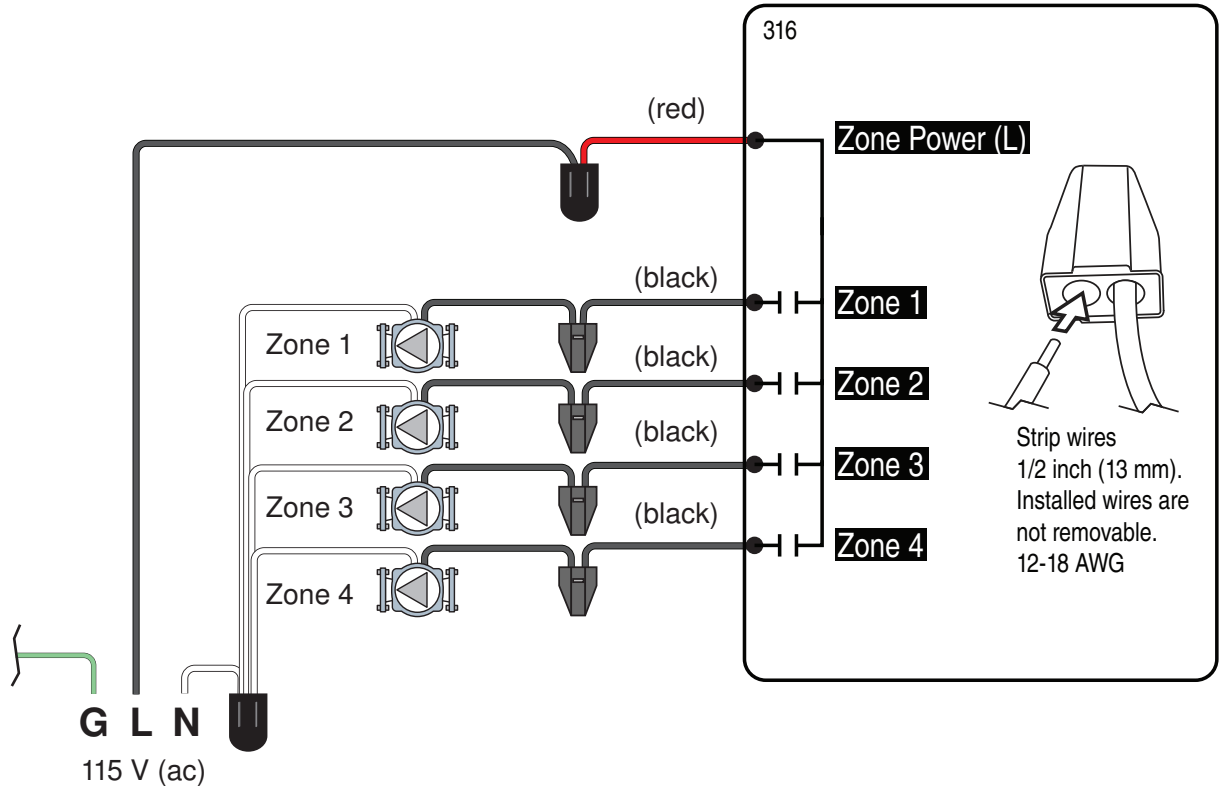 316
(red)
Zone Power (L)
(black)
Zone 1
Zone 1
(black)
Zone 2
Zone 2
(black)
Zone 3
Zone 3
(black)
Zone 4
Zone 4
Strip wires
1/2 inch (13 mm).
Installed wires are
not removable.
12-18 AWG
G L N
115 V (ac)